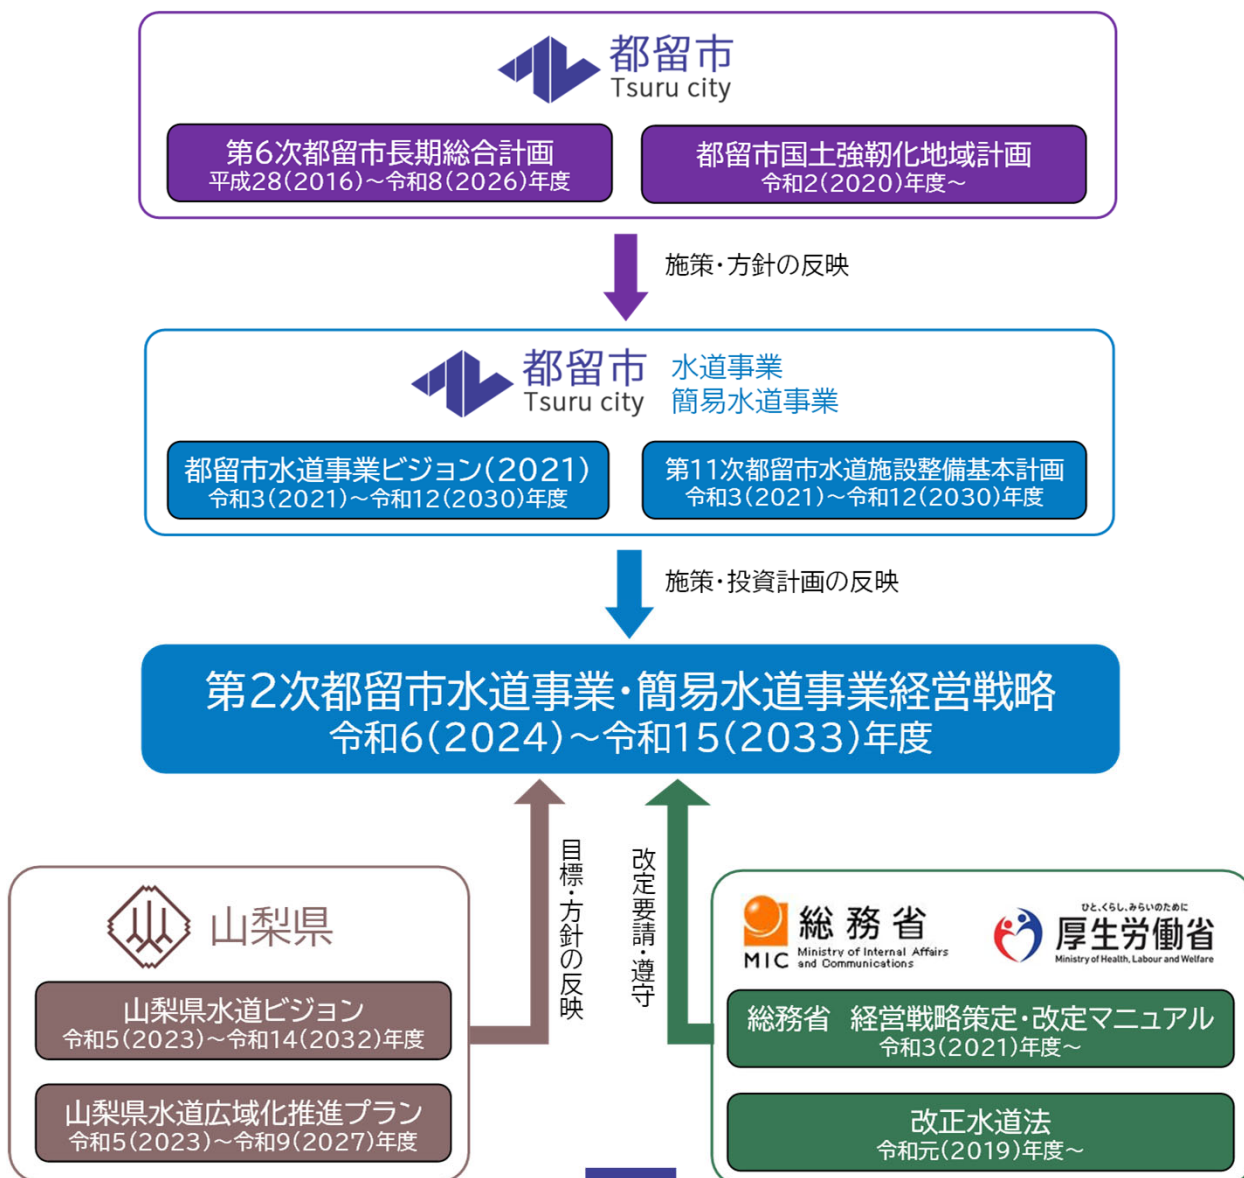 都留市
Tsuru city
第6次都留市長期総合計画
平成28(2016)～令和8(2026)年度
都留市国土強靭化地域計画
令和2(2020)年度～
施策・方針の反映
都留市
Tsuru city
水道事業
簡易水道事業
都留市水道事業ビジョン(2021)
令和3(2021)～令和12(2030)年度
第11次都留市水道施設整備基本計画
令和3(2021)～令和12(2030)年度
施策・投資計画の反映
第2次都留市水道事業・簡易水道事業経営戦略
令和6(2024)～令和15(2033)年度
目標・方針の反映
改定要請・遵守
山梨県
山梨県水道ビジョン
令和5(2023)～令和14(2032)年度
山梨県水道広域化推進プラン
令和5(2023)～令和9(2027)年度
総務省
MIC
Ministry of Internal Affairs
and Communications
ひと、くらし、みらいのために
厚生労働省
Ministry of Health, Labour and Welfare
総務省　経営戦略策定・改定マニュアル
令和3(2021)年度～
改正水道法
令和元(2019)年度～